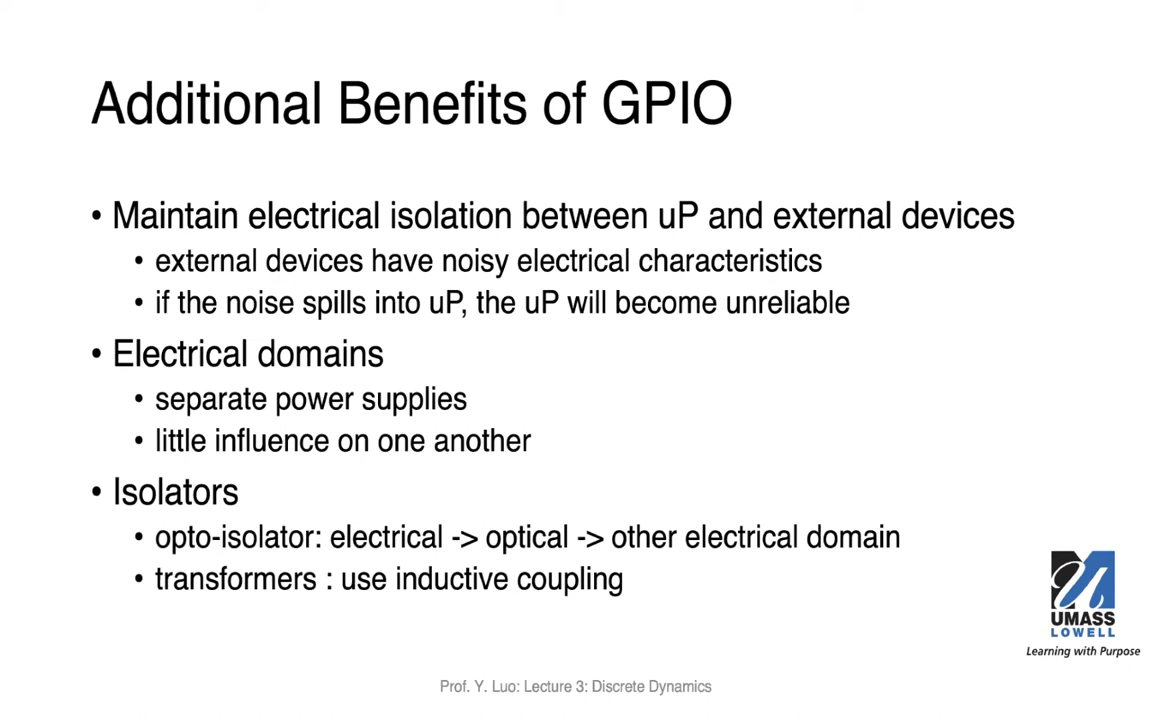 Additional Benefits of GPIO
• Maintain electrical isolation between uP and external devices
• external devices have noisy electrical characteristics
• if the noise spills into uP, the uP will become unreliable
• Electrical domains
• separate power supplies
• little influence on one another
• Isolators
• opto-isolator: electrical -> optical -> other electrical domain
• transformers : use inductive coupling
UMASS
LOWELL
Learning with Purpose
Prof. Y. Luo: Lecture 3: Discrete Dynamics